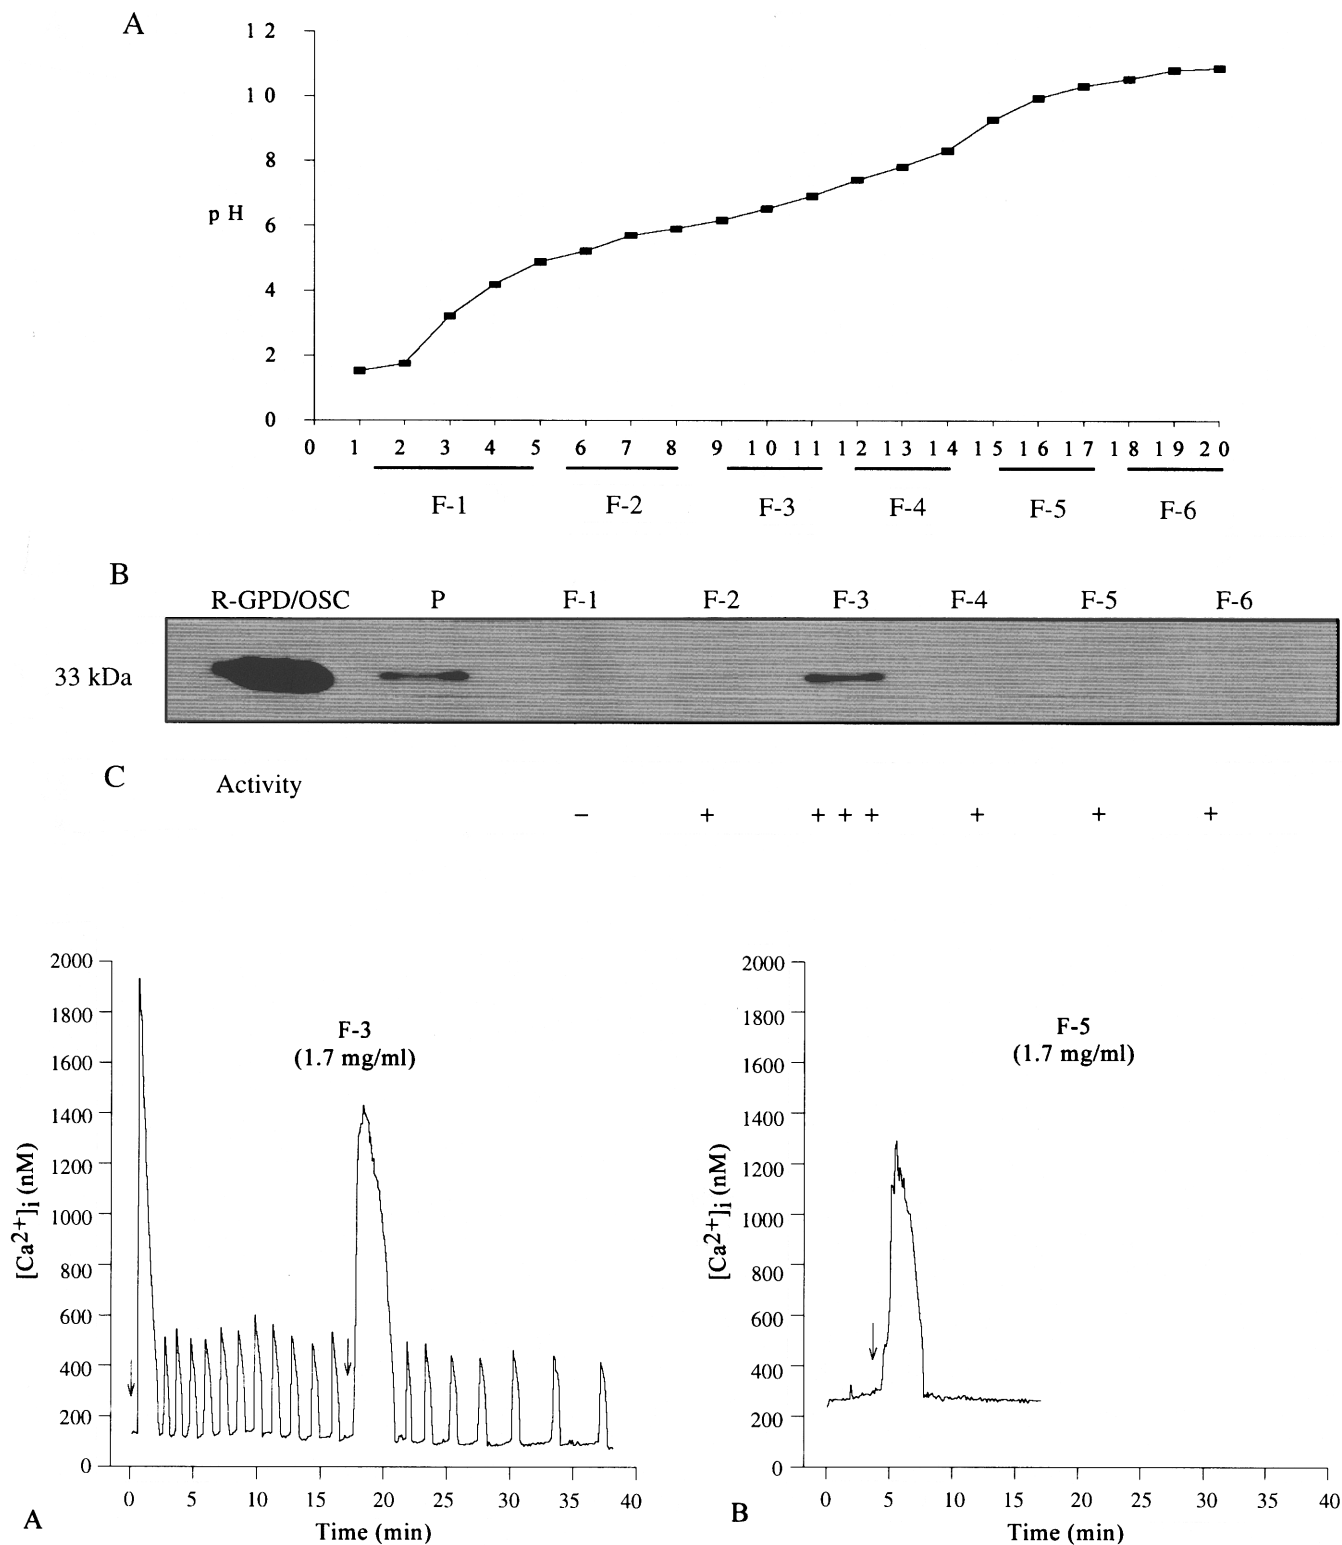 A
12
10
8
pH
6
4
2
0
0 1 2 3 4 5 6 7 8 9 10 11 12 13 14 15 16 17 18 19 20
F-1 F-2 F-3 F-4 F-5 F-6
B
R-GPD/OSC P F-1 F-2 F-3 F-4 F-5 F-6
33 kDa
C Activity
− + + + + + + +
2000
1800
1600
1400
1200
1000
800
600
400
200
0
[Ca2+]i (nM)
F-3
(1.7 mg/ml)
0 5 10 15 20 25 30 35 40
Time (min)
A
2000
1800
1600
1400
1200
1000
800
600
400
200
0
[Ca2+]i (nM)
F-5
(1.7 mg/ml)
0 5 10 15 20 25 30 35 40
Time (min)
B